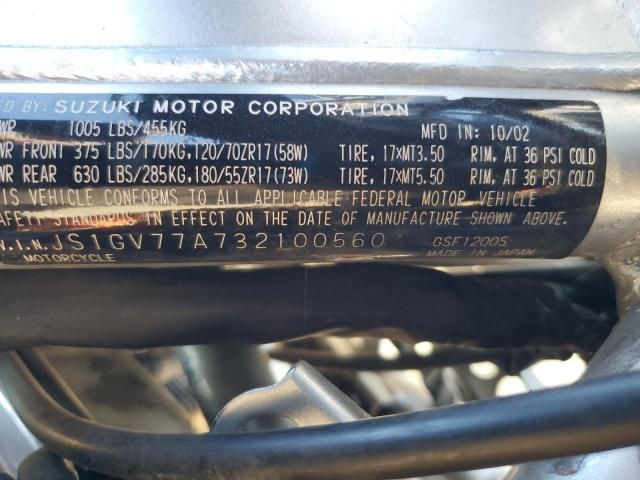 ED BY: SUZUKI MOTOR CORPORATION
WR 1005 LBS/455KG MFD IN: 10/02
WR FRONT 375 LBS/170KG,120/70ZR17(58W) TIRE, 17xMT3.50 RIM, AT 36 PSI COLD
WR REAR 630 LBS/285KG,180/55ZR17(73W) TIRE, 17xMT5.50 RIM, AT 36 PSI COLD
IS VEHICLE CONFORMS TO ALL APPLICABLE FEDERAL MOTOR VEHICLE
AFETY STANDARDS IN EFFECT ON THE DATE OF MANUFACTURE SHOWN ABOVE.
V.I.N. JS1GV77A732100560 GSF1200S
MOTORCYCLE MADE IN JAPAN